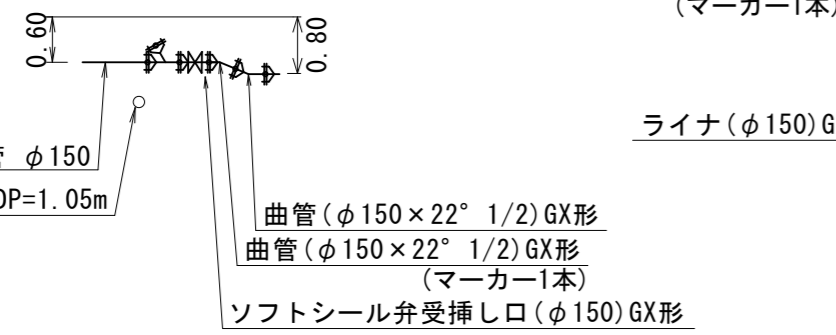 (マーカー1本)
0.60
0.80
ライナ(φ150)G
管 φ150
DP=1.05m
曲管(φ150×22° 1/2)GX形
曲管(φ150×22° 1/2)GX形
(マーカー1本)
ソフトシール弁受挿し口(φ150)GX形